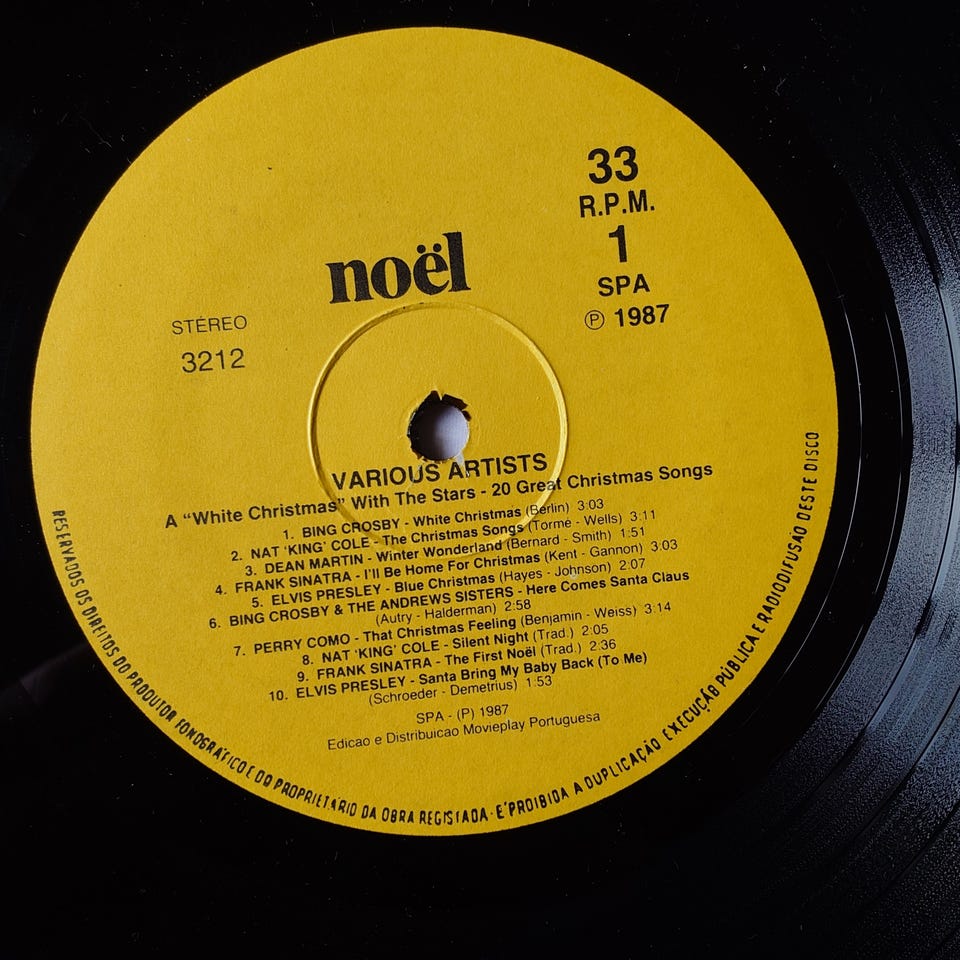 33
R.P.M.
1
SPA
℗ 1987
noël
STÉREO
3212
VARIOUS ARTISTS
A “White Christmas” With The Stars - 20 Great Christmas Songs
1. BING CROSBY - White Christmas (Berlin) 3:03
2. NAT ‘KING’ COLE - The Christmas Songs (Tormé - Wells) 3:11
3. DEAN MARTIN - Winter Wonderland (Bernard - Smith) 1:51
4. FRANK SINATRA - I'll Be Home For Christmas (Kent - Gannon) 3:03
5. ELVIS PRESLEY - Blue Christmas (Hayes - Johnson) 2:07
6. BING CROSBY & THE ANDREWS SISTERS - Here Comes Santa Claus
(Autry - Halderman) 2:58
7. PERRY COMO - That Christmas Feeling (Benjamin - Weiss) 3:14
8. NAT ‘KING’ COLE - Silent Night (Trad.) 2:05
9. FRANK SINATRA - The First Noël (Trad.) 2:36
10. ELVIS PRESLEY - Santa Bring My Baby Back (To Me)
(Schroeder - Demetrius) 1:53
SPA - (P) 1987
Edicao e Distribuicao Movieplay Portuguesa
RESERVADOS OS DIREITOS DO PRODUTOR FONOGRÁFICO E DO PROPRIETÁRIO DA OBRA REGISTADA - E'PROIBIDA A DUPLICAÇÃO EXECUÇÃO PÚBLICA E RADIODIFUSÃO DESTE DISCO